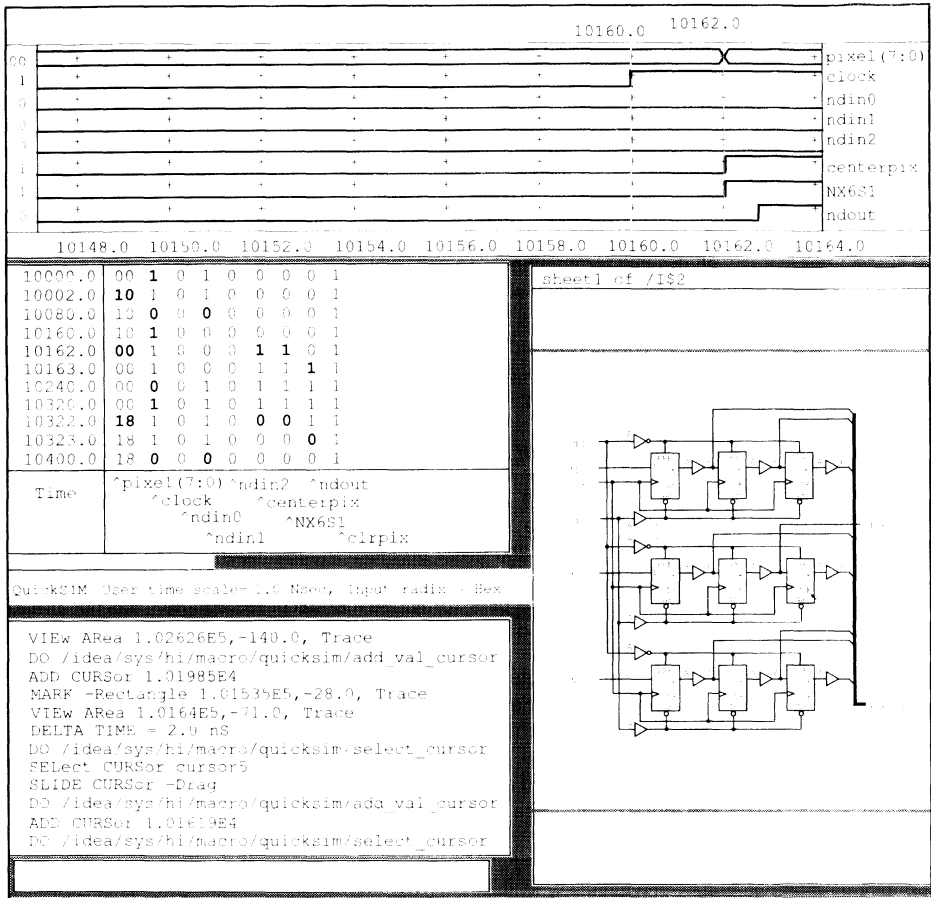 10160.0 10162.0
00 pixel(7:0)
1 clock
0 ndin0
0 ndin1
ndin2
1 centerpix
1 NX6S1
ndout
10148.0 10150.0 10152.0 10154.0 10156.0 10158.0 10160.0 10162.0 10164.0
10000.0 00 1 0 1 0 0 0 0 1
10002.0 10 1 0 1 0 0 0 0 1
10080.0 10 0 0 0 0 0 0 0 1
10160.0 10 1 0 0 0 0 0 0 1
10162.0 00 1 0 0 0 1 1 0 1
10163.0 00 1 0 0 0 1 1 1 1
10240.0 00 0 0 1 0 1 1 1 1
10320.0 00 1 0 1 0 1 1 1 1
10322.0 18 1 0 1 0 0 0 1 1
10323.0 18 1 0 1 0 0 0 0 1
10400.0 18 0 0 0 0 0 0 0 1
Time
^pixel(7:0) ^ndin2 ^ndout
^clock ^centerpix
^ndin0 ^NX6S1
^ndin1 ^clrpix
QuickSIM User time scale= 1.0 Nsec, Input radix = Hex
VIEw ARea 1.02626E5,-140.0, Trace
DO /idea/sys/hi/macro/quicksim/add_val_cursor
ADD CURSor 1.01985E4
MARK -Rectangle 1.01535E5,-28.0, Trace
VIEw ARea 1.0164E5,-71.0, Trace
DELTA TIME = 2.0 nS
DO /idea/sys/hi/macro/quicksim/select_cursor
SELect CURSor cursor5
SLIDE CURSor -Drag
DO /idea/sys/hi/macro/quicksim/add_val_cursor
ADD CURSor 1.01619E4
DO /idea/sys/hi/macro/quicksim/select_cursor
sheet1 of /I$2